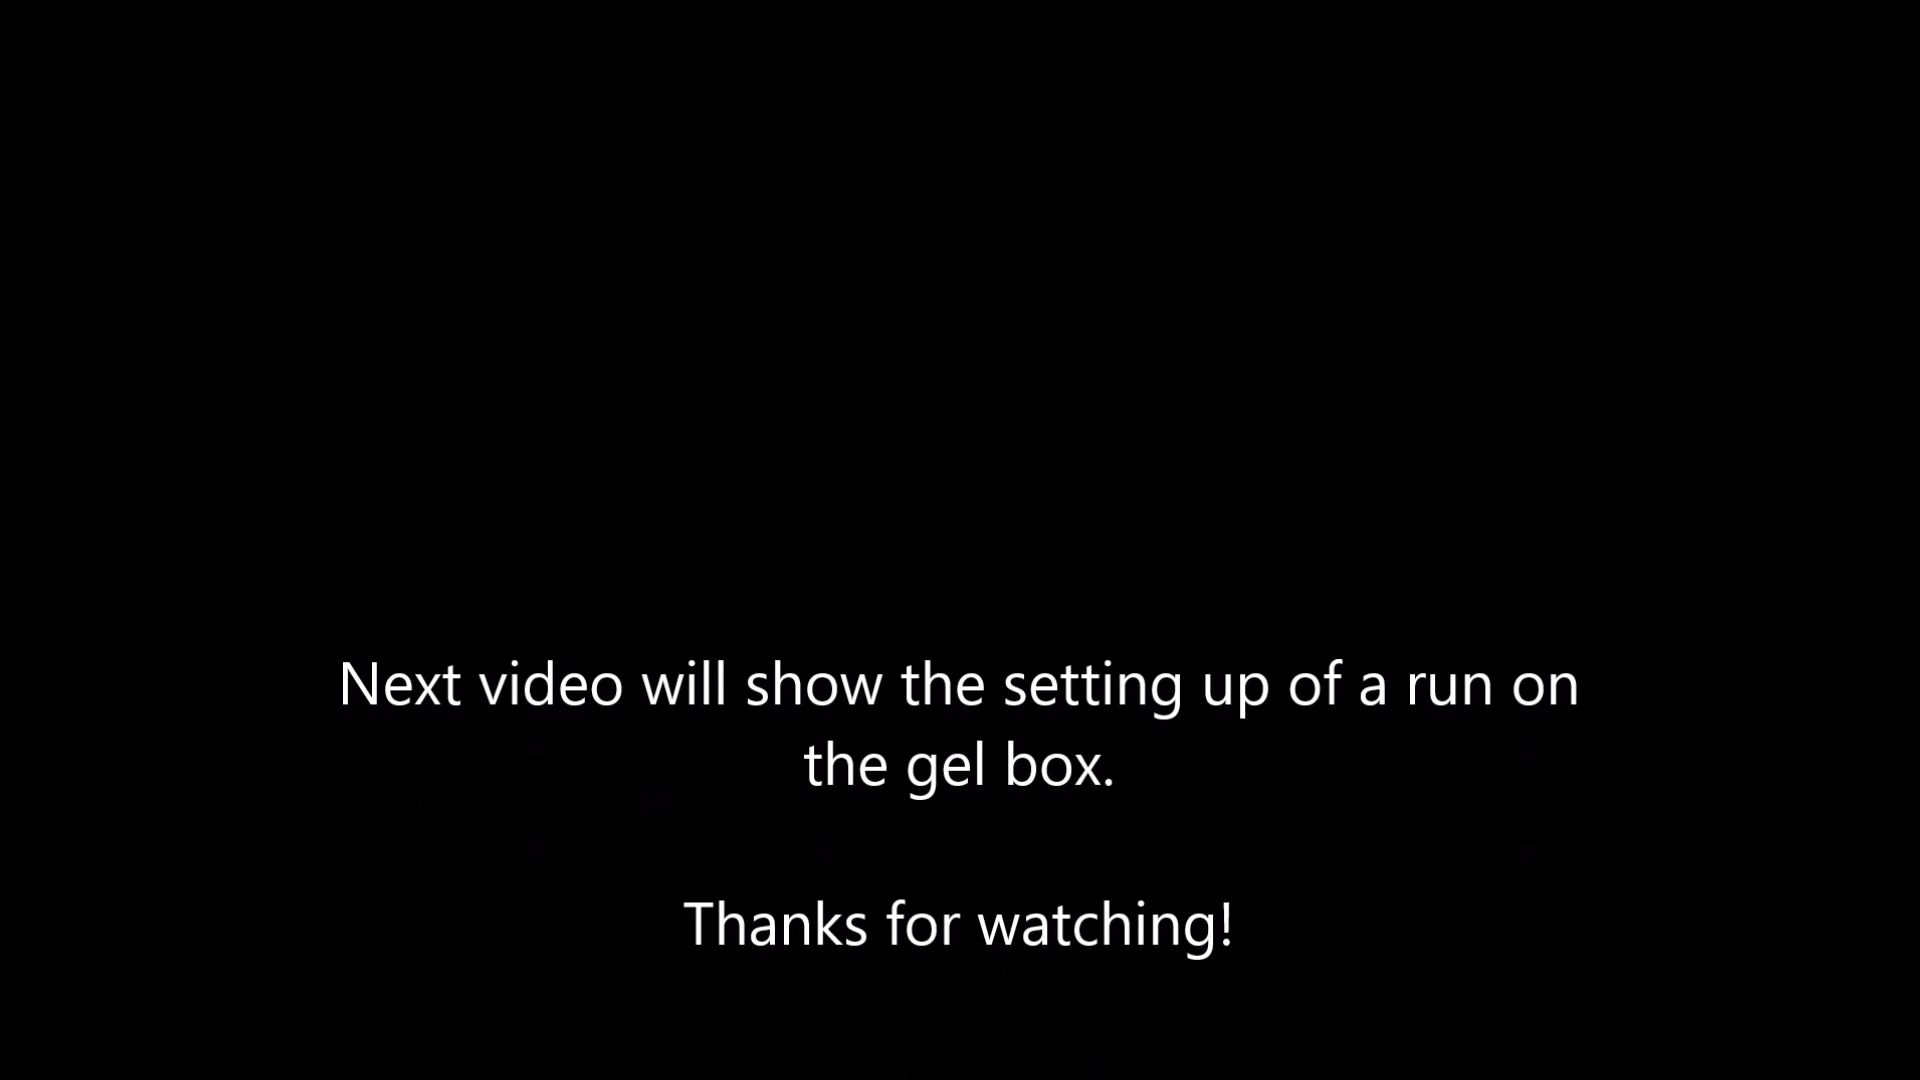 Next video will show the setting up of a run on
the gel box.
Thanks for watching!